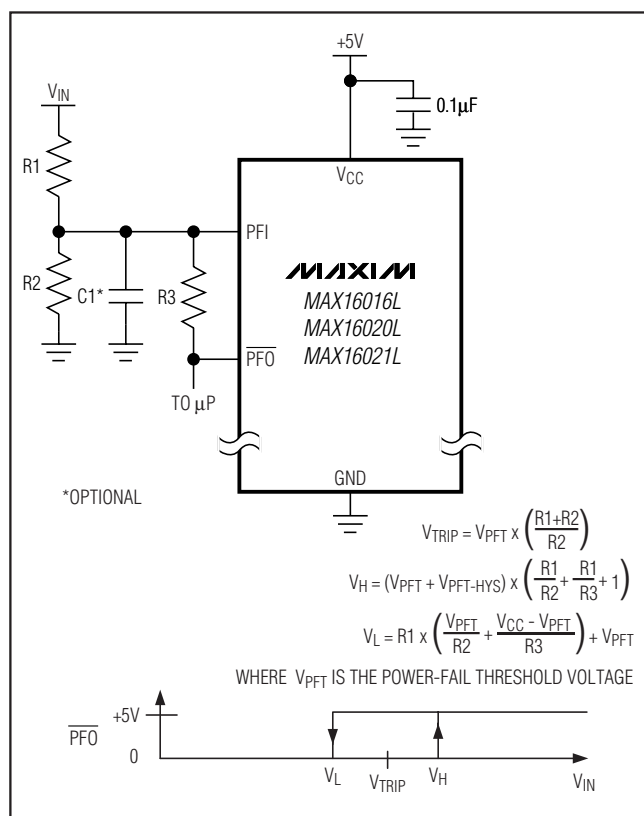 +5V
V_IN
0.1µF
R1
V_CC
PFI
R2
C1*
R3
MAXIM
MAX16016L
MAX16020L
MAX16021L
P̅F̅O̅
TO µP
GND
*OPTIONAL
V_TRIP = V_PFT x ((R1+R2)/R2)
V_H = (V_PFT + V_PFT-HYS) x (R1/R2 + R1/R3 + 1)
V_L = R1 x (V_PFT/R2 + (V_CC - V_PFT)/R3) + V_PFT
WHERE V_PFT IS THE POWER-FAIL THRESHOLD VOLTAGE
+5V
P̅F̅O̅
0
V_L V_TRIP V_H V_IN